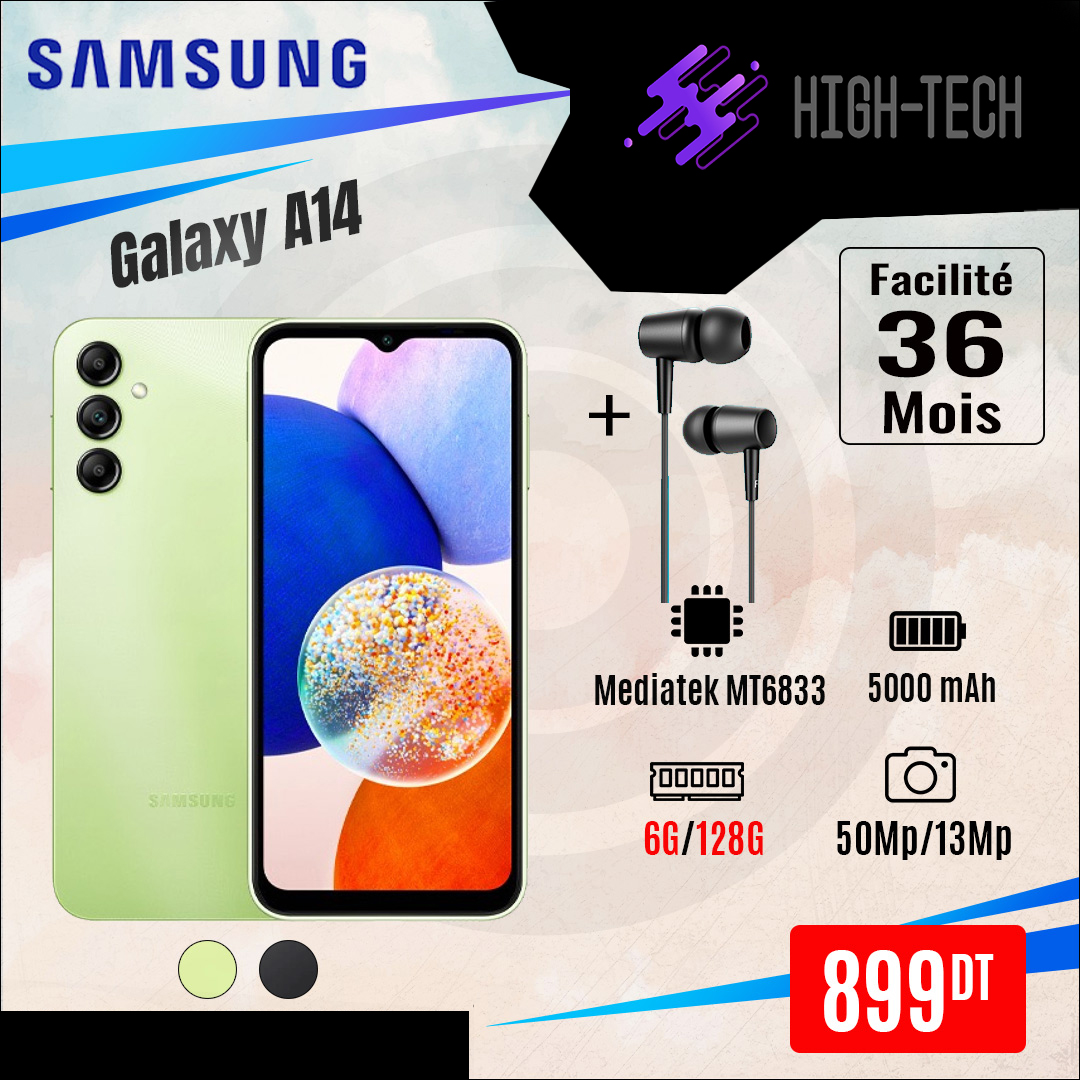 SAMSUNG
HIGH-TECH
Galaxy A14
Facilité
36
Mois
+
Mediatek MT6833
5000 mAh
6G/128G
50Mp/13Mp
SAMSUNG
899DT